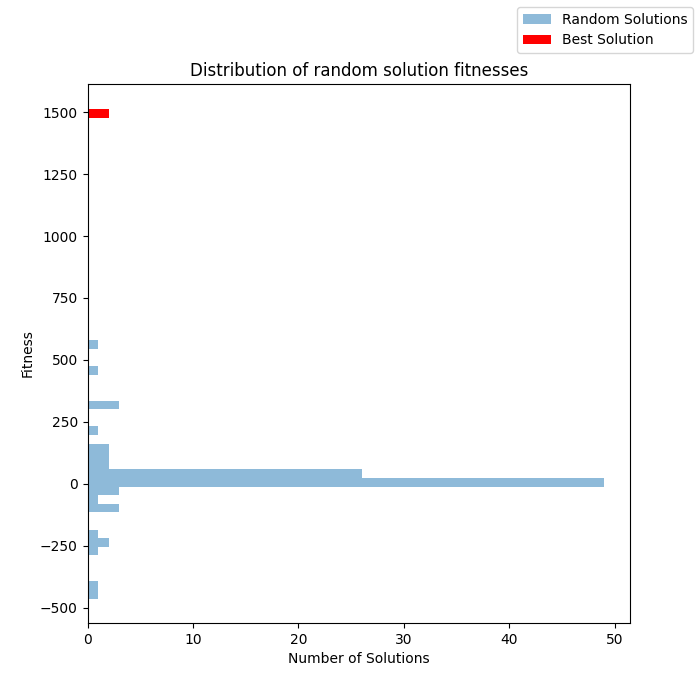 Random Solutions
Best Solution
Distribution of random solution fitnesses
1500
1250
1000
750
500
250
0
−250
−500
Fitness
0 10 20 30 40 50
Number of Solutions